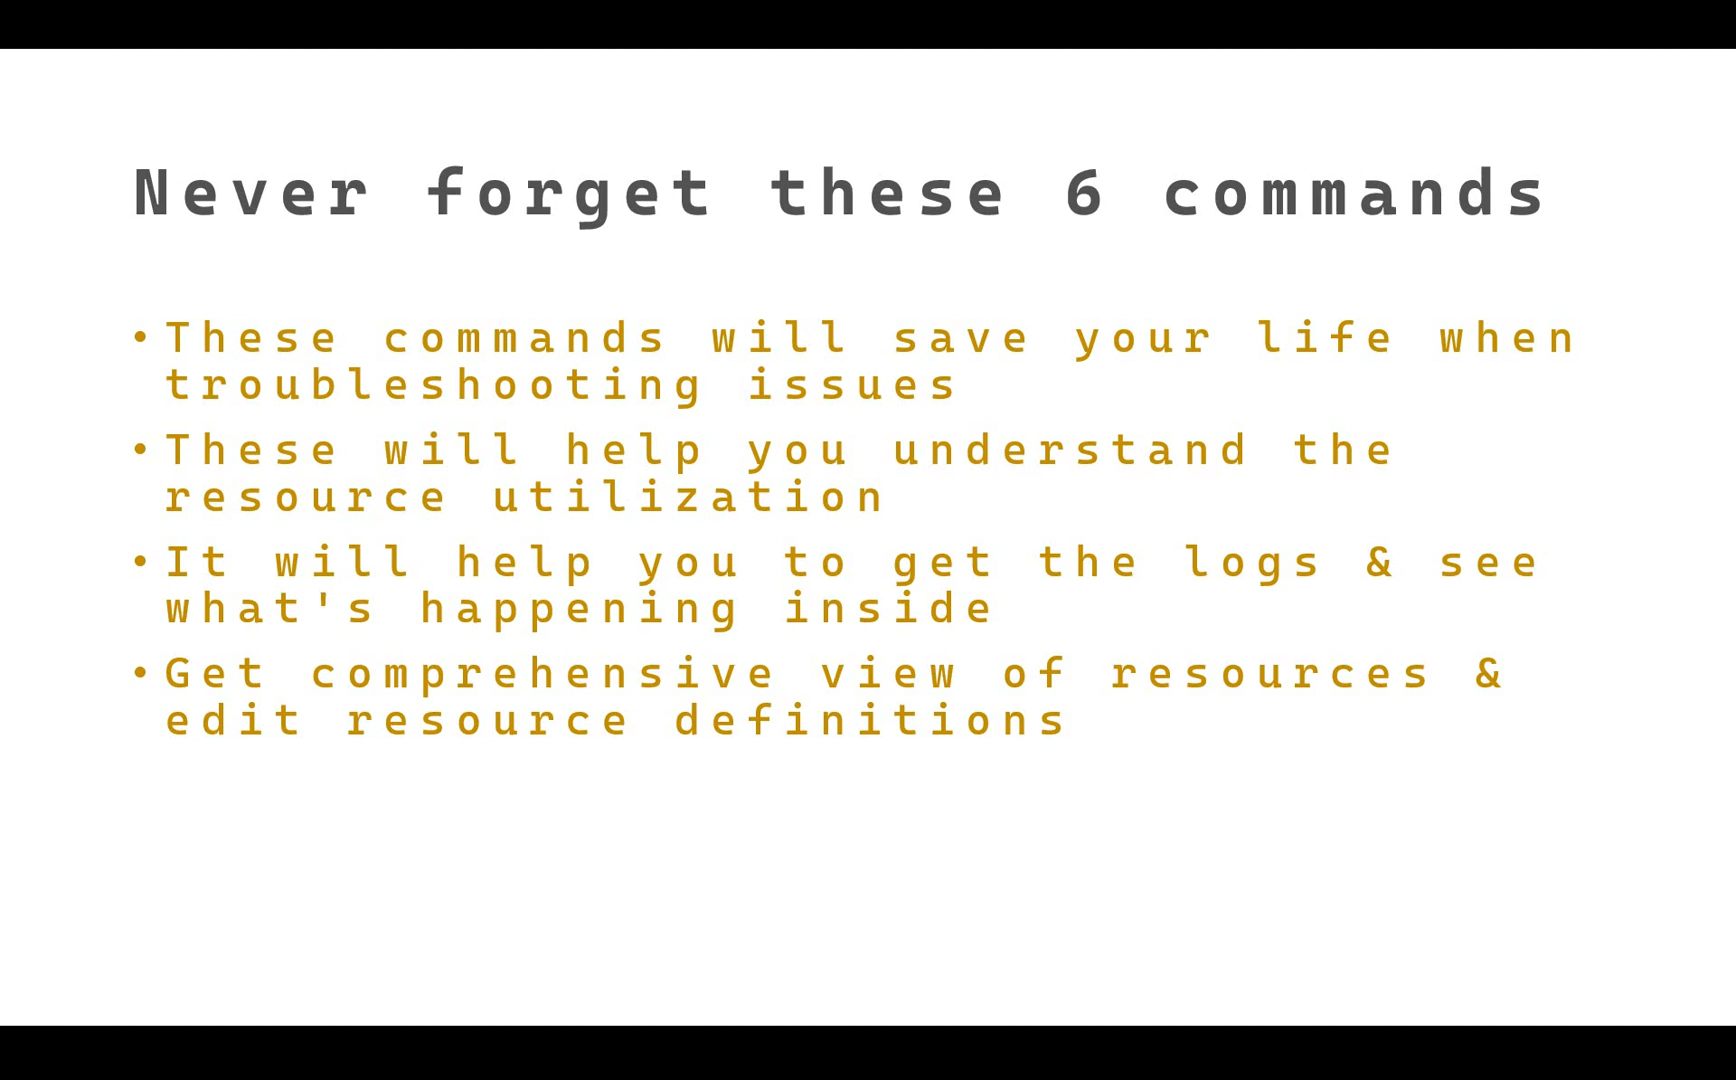 Never forget these 6 commands
• These commands will save your life when
troubleshooting issues
• These will help you understand the
resource utilization
• It will help you to get the logs & see
what's happening inside
• Get comprehensive view of resources &
edit resource definitions